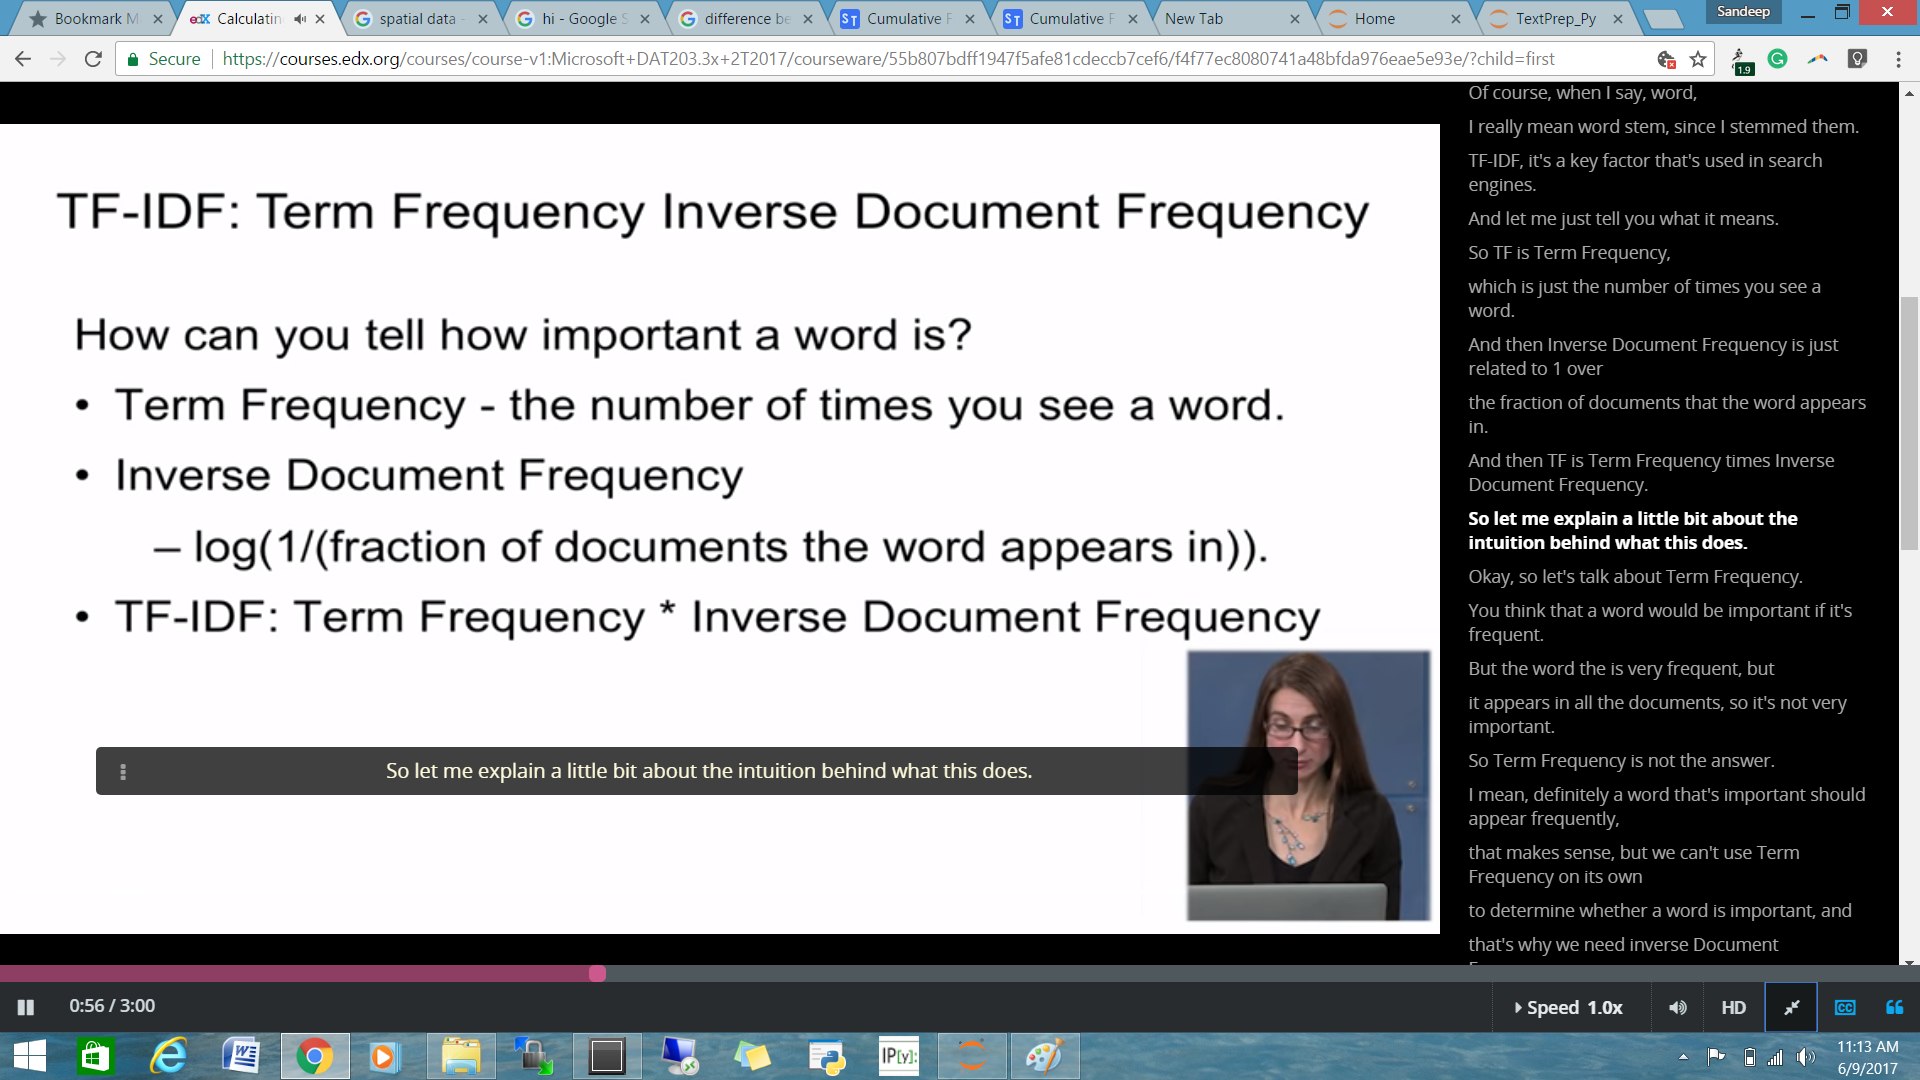 Bookmark M
edX Calculatin
spatial data -
hi - Google S
difference be
ST Cumulative F
ST Cumulative F
New Tab
Home
TextPrep_Py
Sandeep
Secure
https://courses.edx.org/courses/course-v1:Microsoft+DAT203.3x+2T2017/courseware/55b807bdff1947f5afe81cdeccb7cef6/f4f77ec8080741a48bfda976eae5e93e/?child=first
1.9
TF-IDF: Term Frequency Inverse Document Frequency
How can you tell how important a word is?
• Term Frequency - the number of times you see a word.
• Inverse Document Frequency
– log(1/(fraction of documents the word appears in)).
• TF-IDF: Term Frequency * Inverse Document Frequency
So let me explain a little bit about the intuition behind what this does.
Of course, when I say, word,
I really mean word stem, since I stemmed them.
TF-IDF, it's a key factor that's used in search
engines.
And let me just tell you what it means.
So TF is Term Frequency,
which is just the number of times you see a
word.
And then Inverse Document Frequency is just
related to 1 over
the fraction of documents that the word appears
in.
And then TF is Term Frequency times Inverse
Document Frequency.
So let me explain a little bit about the
intuition behind what this does.
Okay, so let's talk about Term Frequency.
You think that a word would be important if it's
frequent.
But the word the is very frequent, but
it appears in all the documents, so it's not very
important.
So Term Frequency is not the answer.
I mean, definitely a word that's important should
appear frequently,
that makes sense, but we can't use Term
Frequency on its own
to determine whether a word is important, and
that's why we need inverse Document
0:56 / 3:00
Speed 1.0x
HD
CC
IP[y]:
11:13 AM
6/9/2017